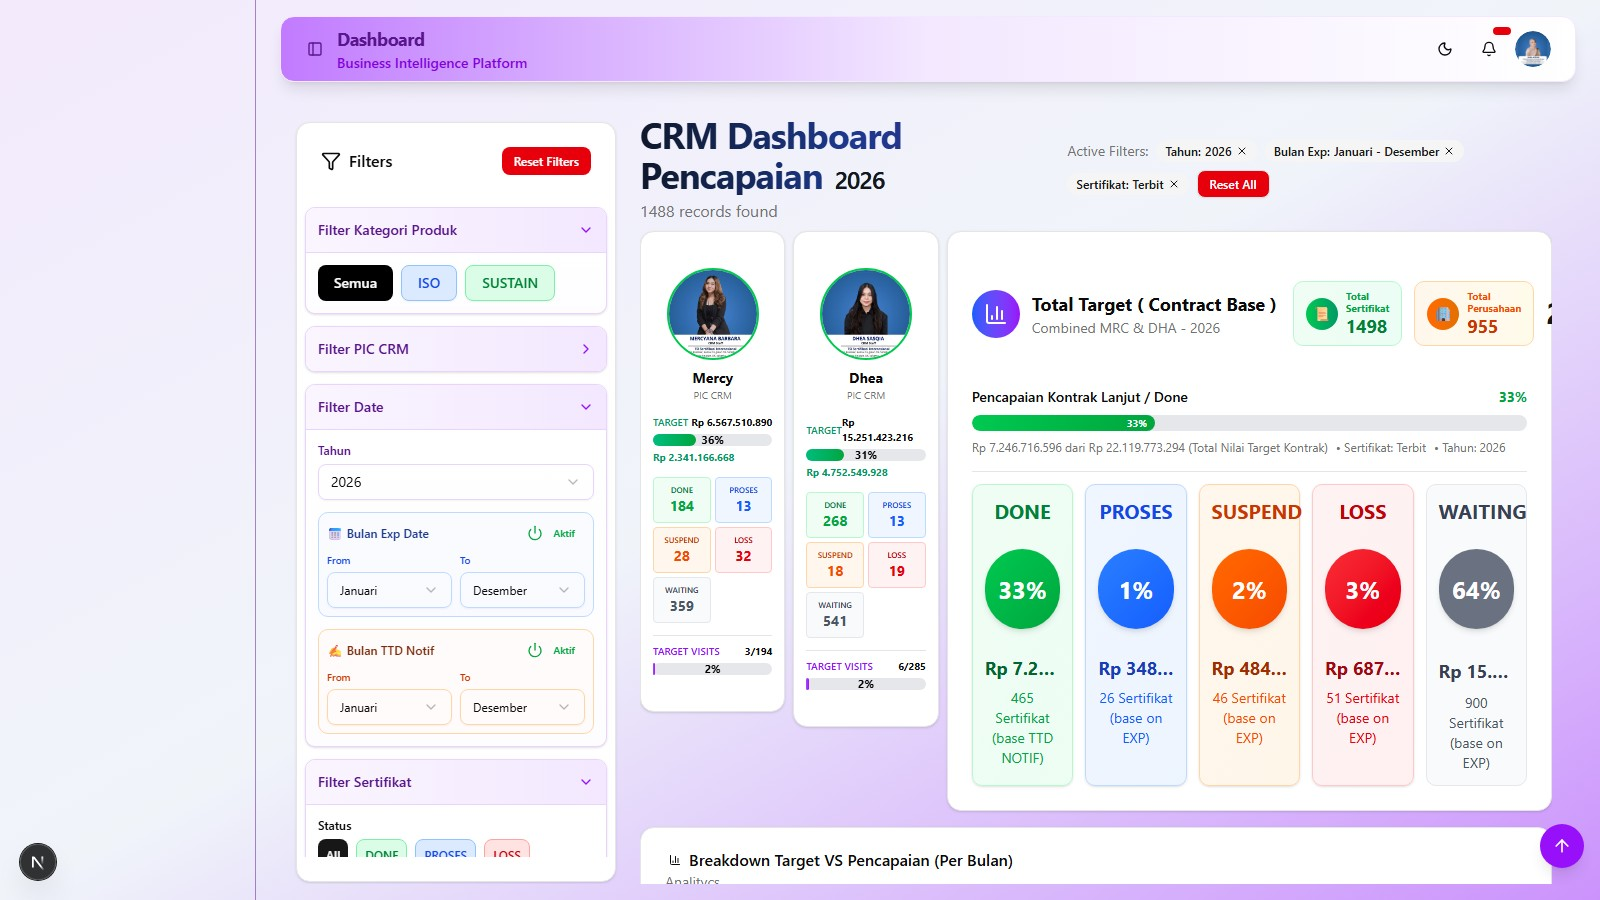 Dashboard
Business Intelligence Platform
Filters
Reset Filters
Filter Kategori Produk
Semua
ISO
SUSTAIN
Filter PIC CRM
Filter Date
Tahun
2026
Bulan Exp Date
Aktif
From
To
Januari
Desember
Bulan TTD Notif
Aktif
From
To
Januari
Desember
Filter Sertifikat
Status
All
DONE
PROSES
LOSS
CRM Dashboard
Pencapaian 2026
1488 records found
Active Filters:
Tahun: 2026 ×
Bulan Exp: Januari - Desember ×
Sertifikat: Terbit ×
Reset All
MERCYANA BARBARA
Mercy
PIC CRM
TARGET Rp 6.567.510.890
36%
Rp 2.341.166.668
DONE
184
PROSES
13
SUSPEND
28
LOSS
32
WAITING
359
TARGET VISITS 3/194
2%
DHEA SASQIA
Dhea
PIC CRM
TARGET Rp
15.251.423.216
31%
Rp 4.752.549.928
DONE
268
PROSES
13
SUSPEND
18
LOSS
19
WAITING
541
TARGET VISITS 6/285
2%
Total Target ( Contract Base )
Combined MRC & DHA - 2026
Total
Sertifikat
1498
Total
Perusahaan
955
Pencapaian Kontrak Lanjut / Done
33%
33%
Rp 7.246.716.596 dari Rp 22.119.773.294 (Total Nilai Target Kontrak) • Sertifikat: Terbit • Tahun: 2026
DONE
33%
Rp 7.2...
465
Sertifikat
(base TTD
NOTIF)
PROSES
1%
Rp 348...
26 Sertifikat
(base on
EXP)
SUSPEND
2%
Rp 484...
46 Sertifikat
(base on
EXP)
LOSS
3%
Rp 687...
51 Sertifikat
(base on
EXP)
WAITING
64%
Rp 15....
900
Sertifikat
(base on
EXP)
Breakdown Target VS Pencapaian (Per Bulan)
Analitycs
N